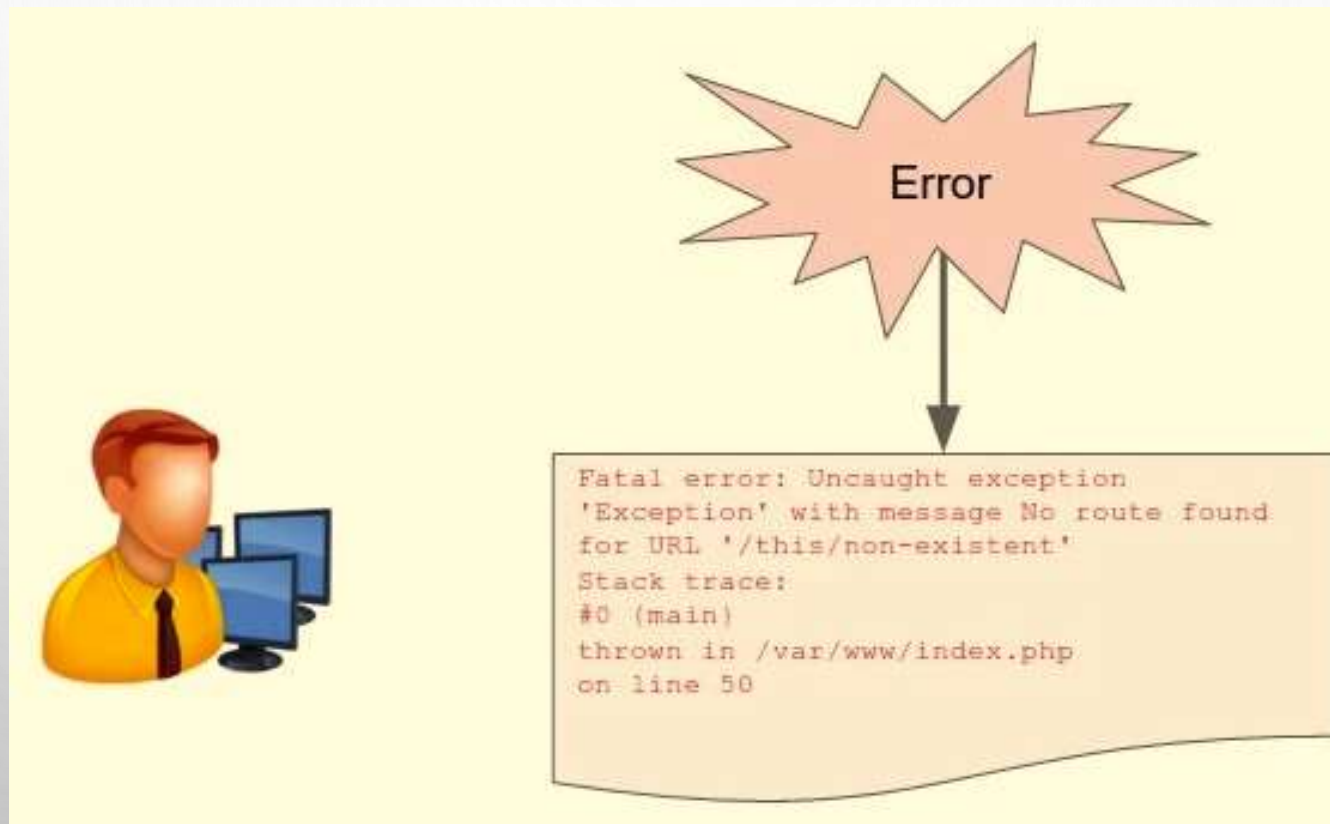 Error
Fatal error: Uncaught exception
'Exception' with message No route found
for URL '/this/non-existent'
Stack trace:
#0 (main)
thrown in /var/www/index.php
on line 50